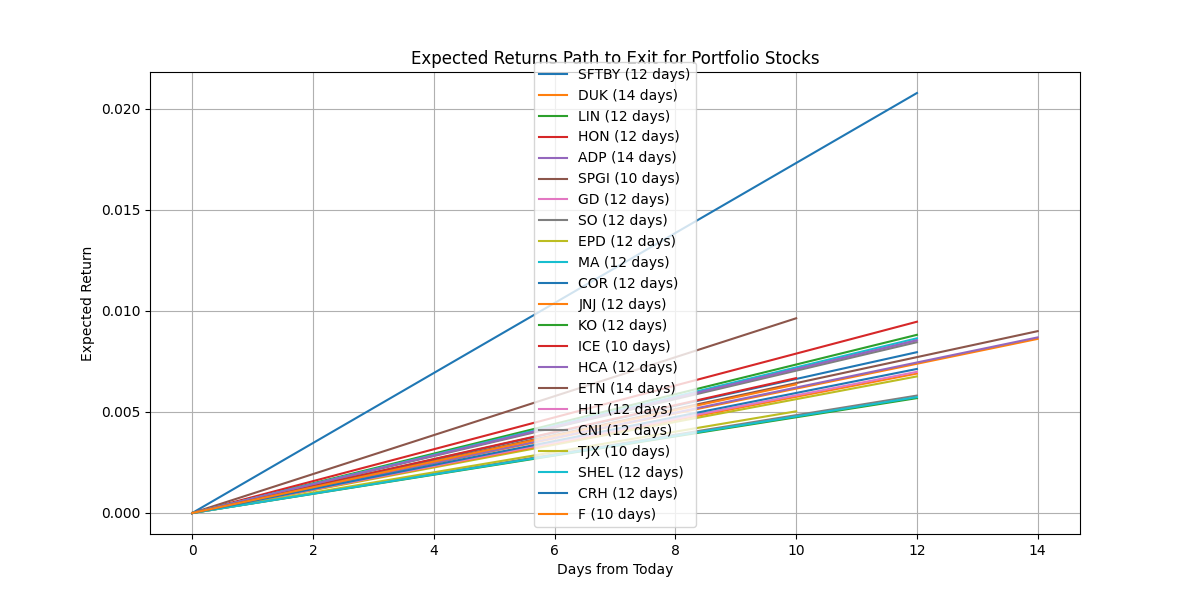 Expected Returns Path to Exit for Portfolio Stocks
SFTBY (12 days)
DUK (14 days)
LIN (12 days)
HON (12 days)
ADP (14 days)
SPGI (10 days)
GD (12 days)
SO (12 days)
EPD (12 days)
MA (12 days)
COR (12 days)
JNJ (12 days)
KO (12 days)
ICE (10 days)
HCA (12 days)
ETN (14 days)
HLT (12 days)
CNI (12 days)
TJX (10 days)
SHEL (12 days)
CRH (12 days)
F (10 days)
Expected Return
0.020
0.015
0.010
0.005
0.000
0 2 4 6 8 10 12 14
Days from Today